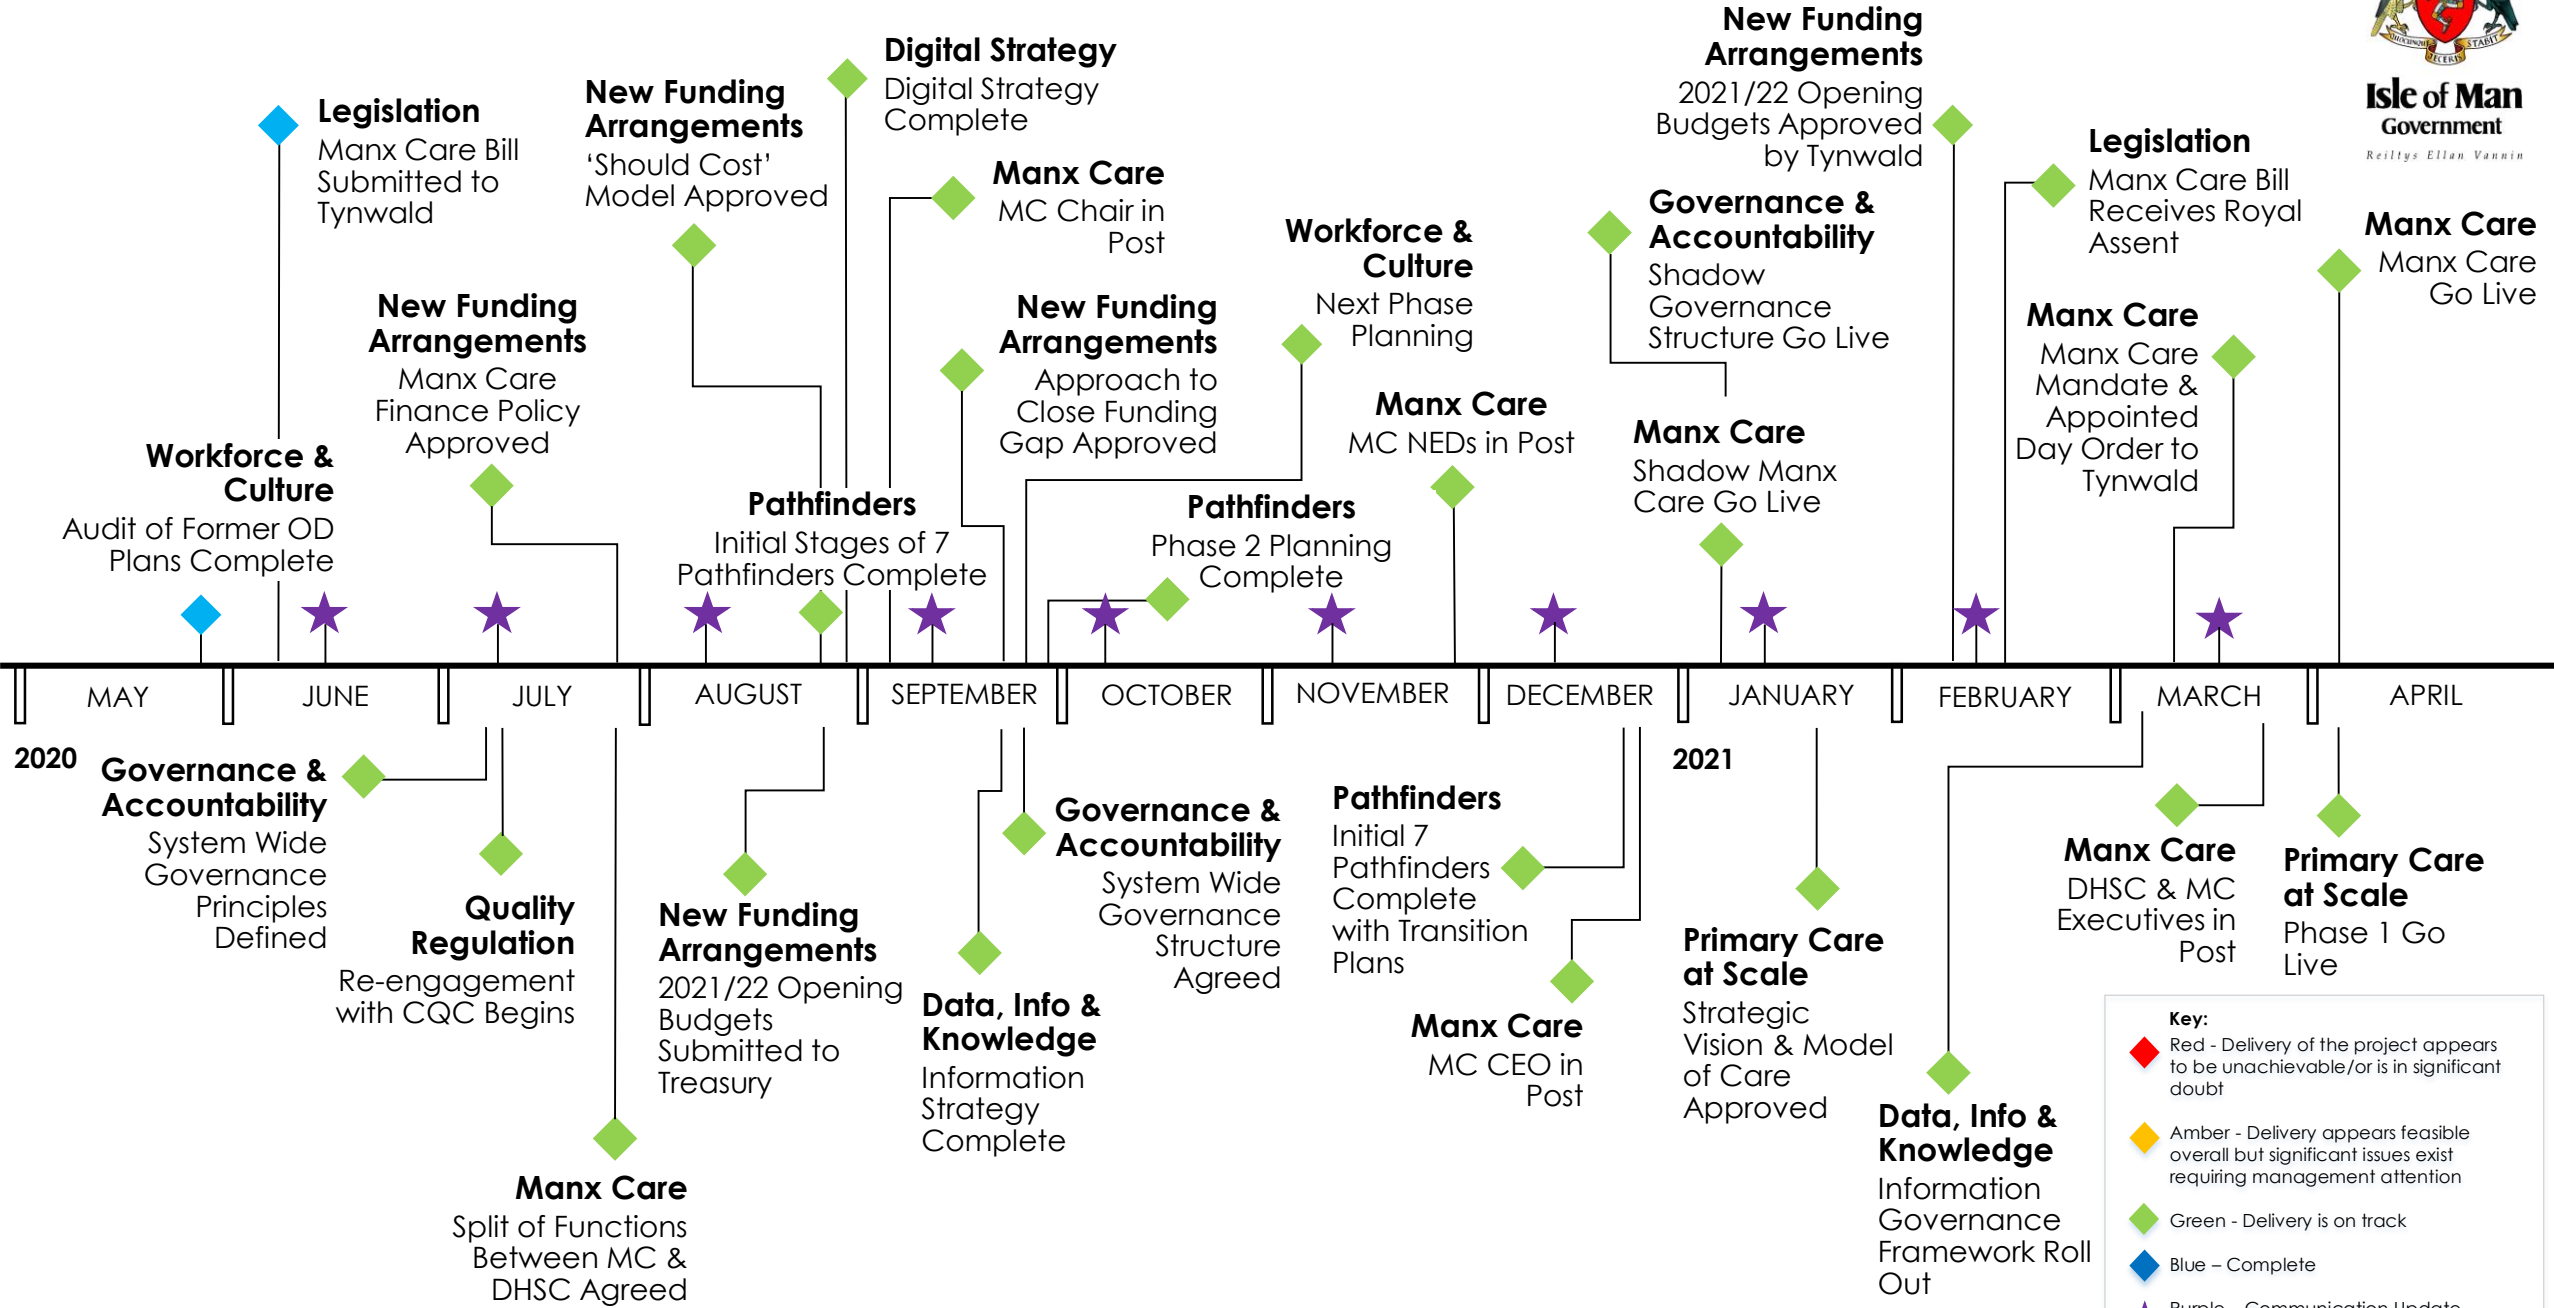 Legislation
Manx Care Bill
Submitted to
Tynwald
Workforce &
Culture
Audit of Former OD
Plans Complete
New Funding
Arrangements
Manx Care
Finance Policy
Approved
New Funding
Arrangements
‘Should Cost’
Model Approved
Digital Strategy
Digital Strategy
Complete
Manx Care
MC Chair in
Post
New Funding
Arrangements
Approach to
Close Funding
Gap Approved
Pathfinders
Initial Stages of 7
Pathfinders Complete
Workforce &
Culture
Next Phase
Planning
Pathfinders
Phase 2 Planning
Complete
Manx Care
MC NEDs in Post
Governance &
Accountability
Shadow
Governance
Structure Go Live
Manx Care
Shadow Manx
Care Go Live
New Funding
Arrangements
2021/22 Opening
Budgets Approved
by Tynwald
Legislation
Manx Care Bill
Receives Royal
Assent
Manx Care
Manx Care
Mandate &
Appointed
Day Order to
Tynwald
Manx Care
Manx Care
Go Live
STABIT
Isle of Man
Government
Reiltys Ellan Vannin
MAY
JUNE
JULY
AUGUST
SEPTEMBER
OCTOBER
NOVEMBER
DECEMBER
JANUARY
FEBRUARY
MARCH
APRIL
2020
2021
Governance &
Accountability
System Wide
Governance
Principles
Defined
Quality
Regulation
Re-engagement
with CQC Begins
Manx Care
Split of Functions
Between MC &
DHSC Agreed
New Funding
Arrangements
2021/22 Opening
Budgets
Submitted to
Treasury
Data, Info &
Knowledge
Information
Strategy
Complete
Governance &
Accountability
System Wide
Governance
Structure
Agreed
Pathfinders
Initial 7
Pathfinders
Complete
with Transition
Plans
Manx Care
MC CEO in
Post
Primary Care
at Scale
Strategic
Vision & Model
of Care
Approved
Data, Info &
Knowledge
Information
Governance
Framework Roll
Out
Manx Care
DHSC & MC
Executives in
Post
Primary Care
at Scale
Phase 1 Go
Live
Key:
Red - Delivery of the project appears
to be unachievable/or is in significant
doubt
Amber - Delivery appears feasible
overall but significant issues exist
requiring management attention
Green - Delivery is on track
Blue – Complete
Purple – Communication Update